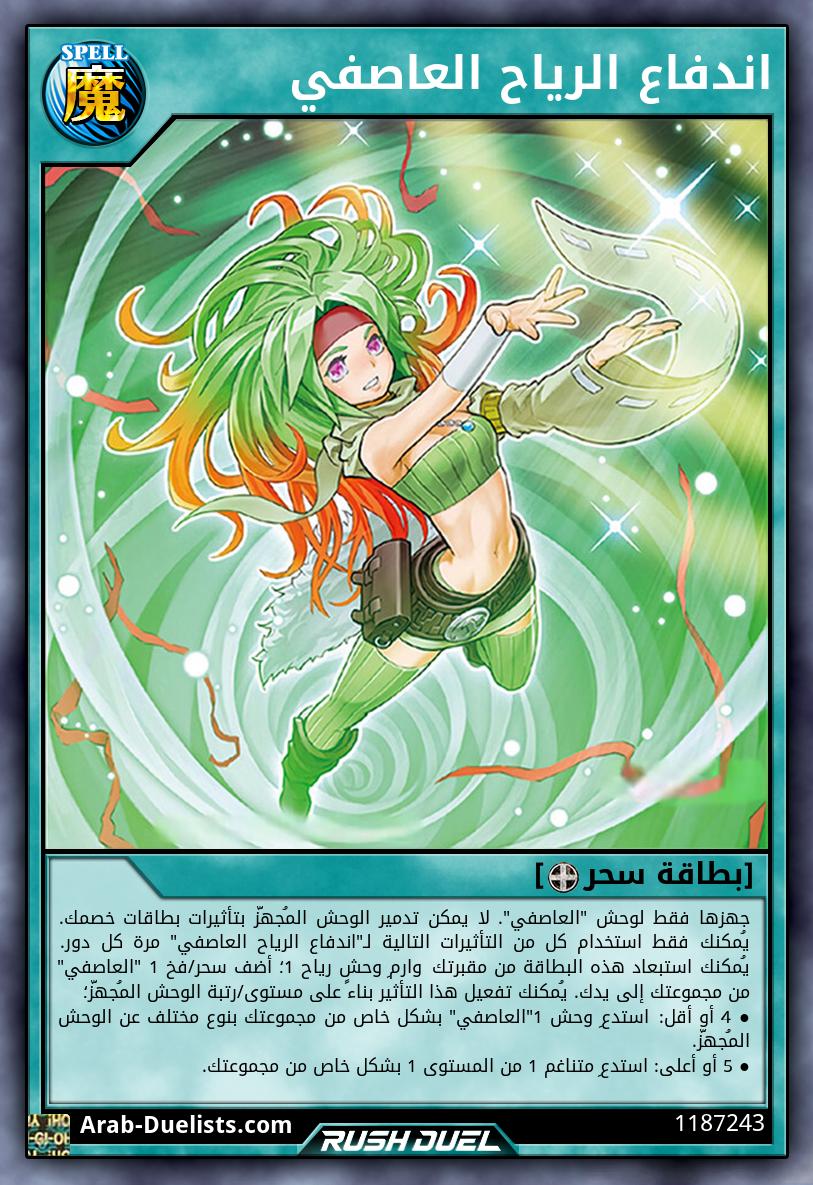 SPELL
魔
اندفاع الرياح العاصفي
[بطاقة سحر]
جهزها فقط لوحش "العاصفي". لا يمكن تدمير الوحش المُجهزّ بتأثيرات بطاقات خصمك.
يُمكنك فقط استخدام كل من التأثيرات التالية لـ"اندفاع الرياح العاصفي" مرة كل دور.
يُمكنك استبعاد هذه البطاقة من مقبرتك وارمِ وحش رياح 1؛ أضف سحر/فخ 1 "العاصفي"
من مجموعتك إلى يدك. يُمكنك تفعيل هذا التأثير بناءً على مستوى/رتبة الوحش المُجهزّ؛
● 4 أو أقل: استدعِ وحش 1"العاصفي" بشكل خاص من مجموعتك بنوع مختلف عن الوحش
المُجهزّ.
● 5 أو أعلى: استدعِ متناغم 1 من المستوى 1 بشكل خاص من مجموعتك.
Arab-Duelists.com
RUSH DUEL
1187243